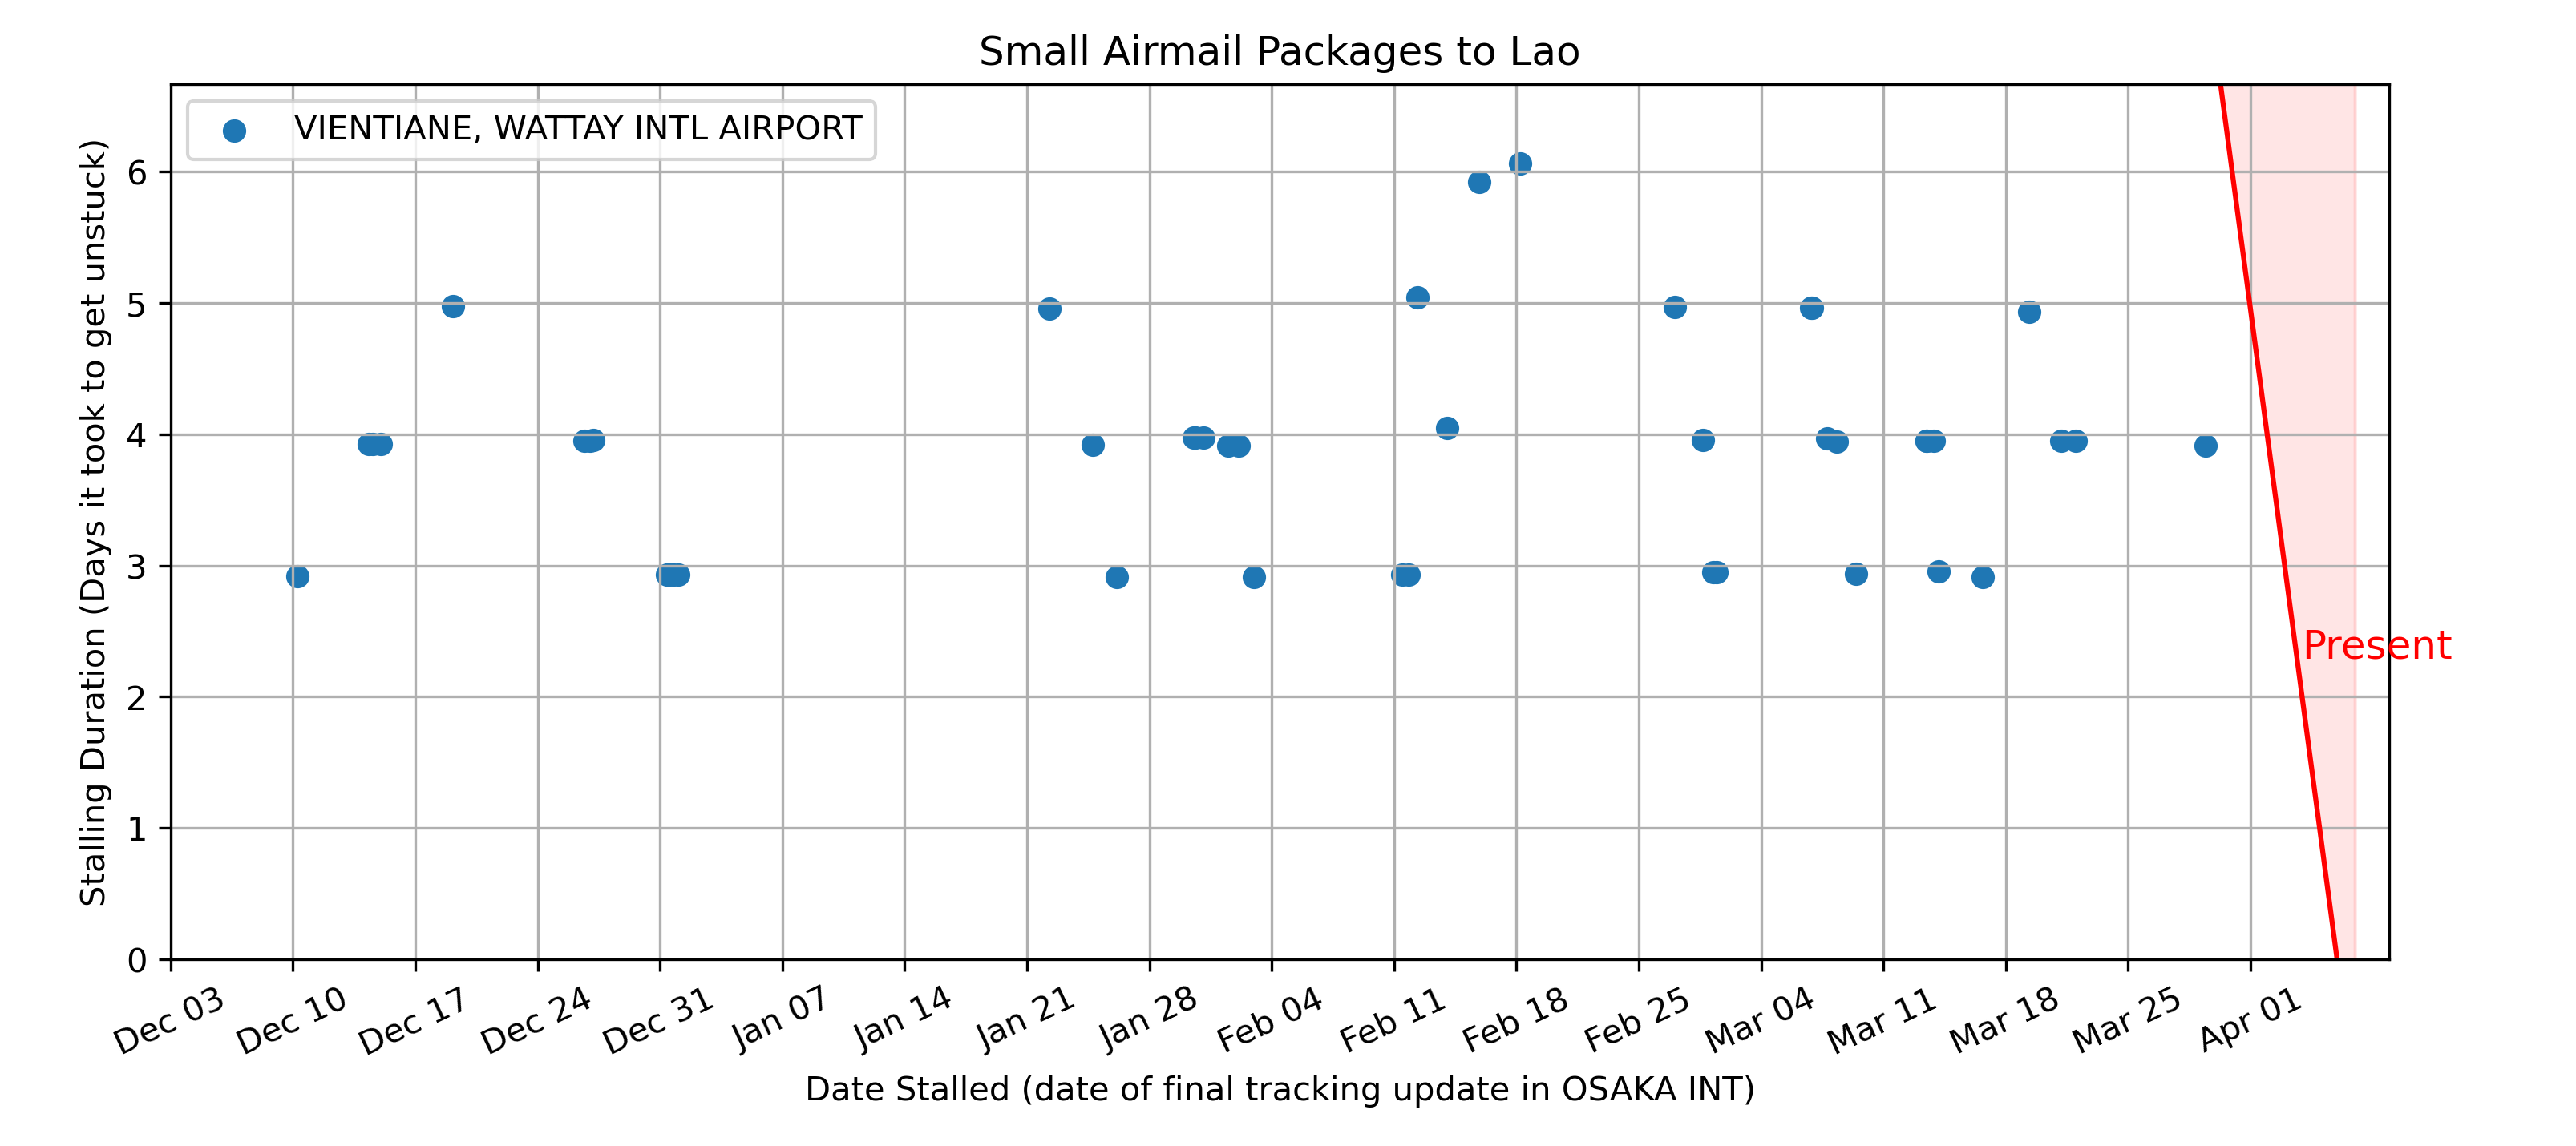 Small Airmail Packages to Lao
VIENTIANE, WATTAY INTL AIRPORT
Stalling Duration (Days it took to get unstuck)
6
5
4
3
2
1
0
Present
Dec 03
Dec 10
Dec 17
Dec 24
Dec 31
Jan 07
Jan 14
Jan 21
Jan 28
Feb 04
Feb 11
Feb 18
Feb 25
Mar 04
Mar 11
Mar 18
Mar 25
Apr 01
Date Stalled (date of final tracking update in OSAKA INT)